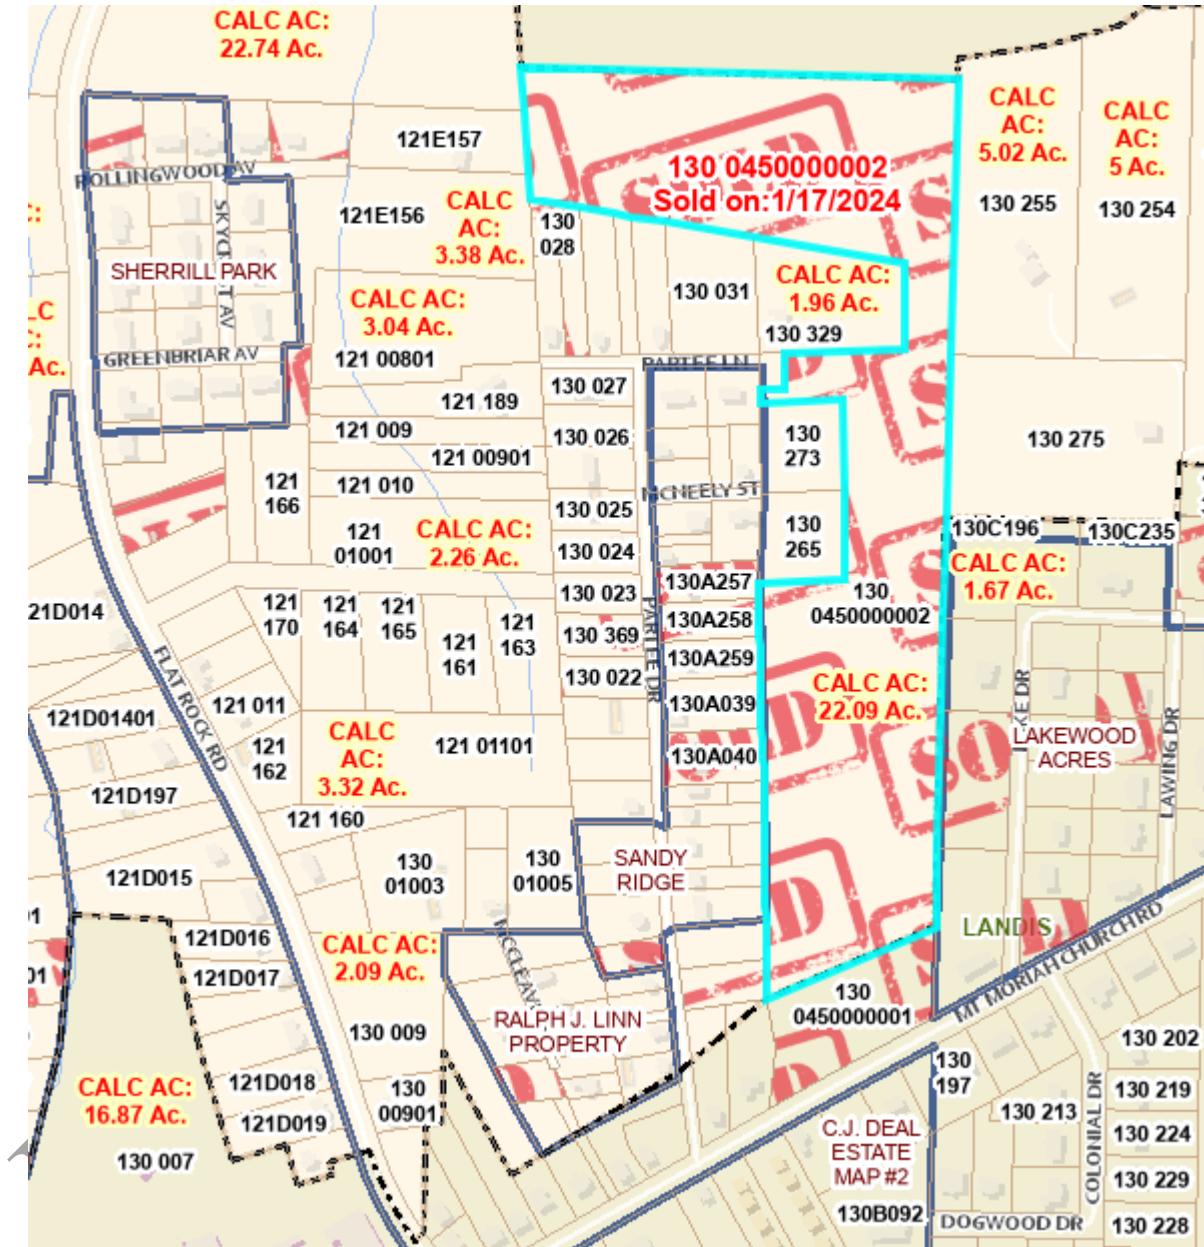 CALC AC:
22.74 Ac.
121E157
CALC
AC:
5.02 Ac.
CALC
AC:
5 Ac.
130 0450000002
Sold on:1/17/2024
ROLLINGWOOD AV
121E156
CALC
AC:
3.38 Ac.
130
028
130 255
130 254
SHERRILL PARK
130 031
CALC AC:
1.96 Ac.
CALC AC:
3.04 Ac.
130 329
Ac.
GREENBRIAR AV
121 00801
PARTEE LN
130 027
121 189
121 009
130 026
130
273
130 275
121 00901
121
166
121 010
MCNEELY ST
130 025
121
01001
CALC AC:
2.26 Ac.
130
265
130C196
130C235
130 024
CALC AC:
1.67 Ac.
130A257
130 023
130
0450000002
21D014
121
170
121
164
121
165
121
161
121
163
130 369
130A258
PARTEE DR
130A259
130 022
FLAT ROCK RD
121 011
130A039
CALC AC:
22.09 Ac.
121D01401
121
162
CALC
AC:
3.32 Ac.
121 01101
130A040
LAKEWOOD
ACRES
LAWING DR
121D197
121 160
121D015
130
01003
130
01005
SANDY
RIDGE
LANDIS
MT MORIAH CHURCH RD
121D016
121D017
CALC AC:
2.09 Ac.
130 009
RALPH J. LINN
PROPERTY
130
0450000001
130 202
CALC AC:
16.87 Ac.
121D018
130
00901
121D019
130
197
130 219
130 213
COLONIAL DR
C.J. DEAL
ESTATE
MAP #2
130 224
130 007
130 229
130B092
DOGWOOD DR
130 228